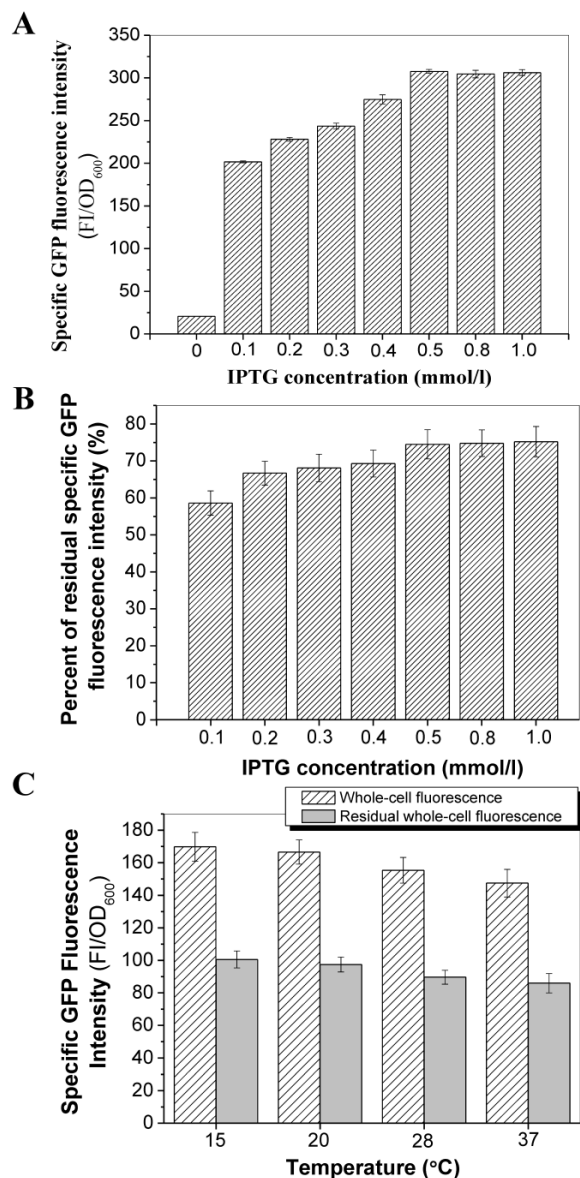 A
Specific GFP fluorescence intensity
(FI/OD600)
350
300
250
200
150
100
50
0
0 0.1 0.2 0.3 0.4 0.5 0.8 1.0
IPTG concentration (mmol/l)
B
Percent of residual specific GFP
fluorescence intensity (%)
80
70
60
50
40
30
20
10
0
0.1 0.2 0.3 0.4 0.5 0.8 1.0
IPTG concentration (mmol/l)
C
Whole-cell fluorescence
Residual whole-cell fluorescence
Specific GFP Fluorescence
Intensity (FI/OD600)
180
160
140
120
100
80
60
40
20
0
15 20 28 37
Temperature (°C)